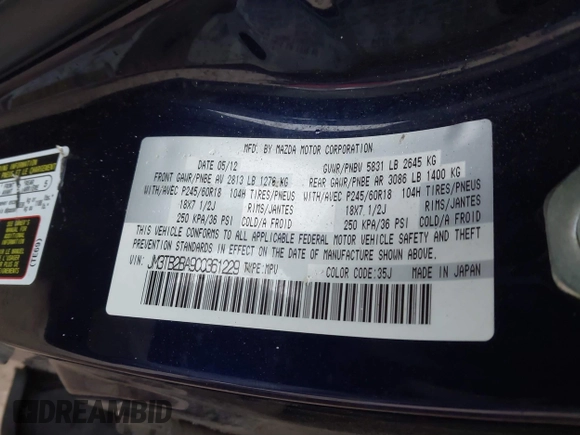 MFD. BY MAZDA MOTOR CORPORATION
DATE 05/12 GVWR/PNBV 5831 LB 2645 KG
FRONT GAWR/PNBE AV 2813 LB 1276 KG REAR GAWR/PNBE AR 3086 LB 1400 KG
WITH/AVEC P245/60R18 104H TIRES/PNEUS WITH/AVEC P245/60R18 104H TIRES/PNEUS
18X7 1/2J RIMS/JANTES 18X7 1/2J RIMS/JANTES
250 KPA/36 PSI COLD/A FROID 250 KPA/36 PSI COLD/A FROID
THIS VEHICLE CONFORMS TO ALL APPLICABLE FEDERAL MOTOR VEHICLE SAFETY AND THEFT
PREVENTION STANDARDS IN EFFECT ON THE DATE OF MANUFACTURE SHOWN ABOVE.
VIN: JM3TB2BA9C0361229 TYPE:MPV COLOR CODE:35J MADE IN JAPAN
(TE69)
DREAMBID